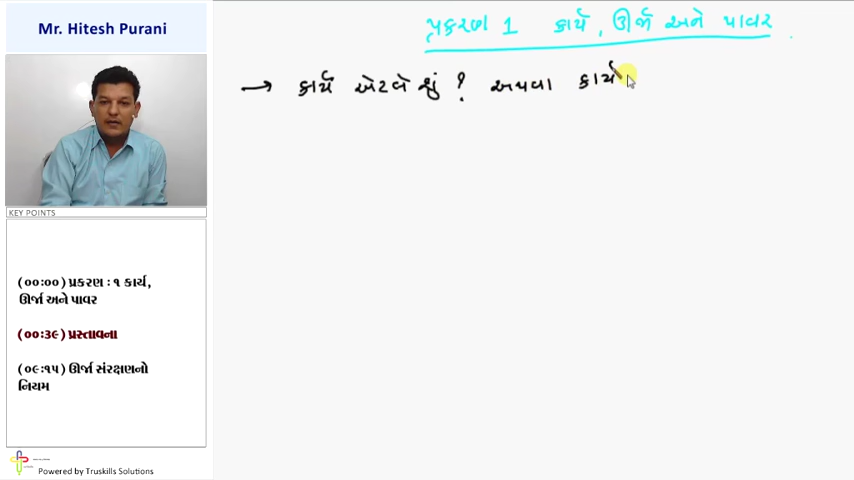 Mr. Hitesh Purani
પ્રકરણ 1 કાર્ય, ઊર્જા અને પાવર
→ કાર્ય એટલે શું? અથવા કાર્ય
KEY POINTS
(૦૦:૦૦) પ્રકરણ : ૧ કાર્ય,
ઊર્જા અને પાવર
(૦૦:૩૯) પ્રસ્તાવના
(૦૯:૧૫) ઊર્જા સંરક્ષણનો
નિયમ
Powered by Truskills Solutions